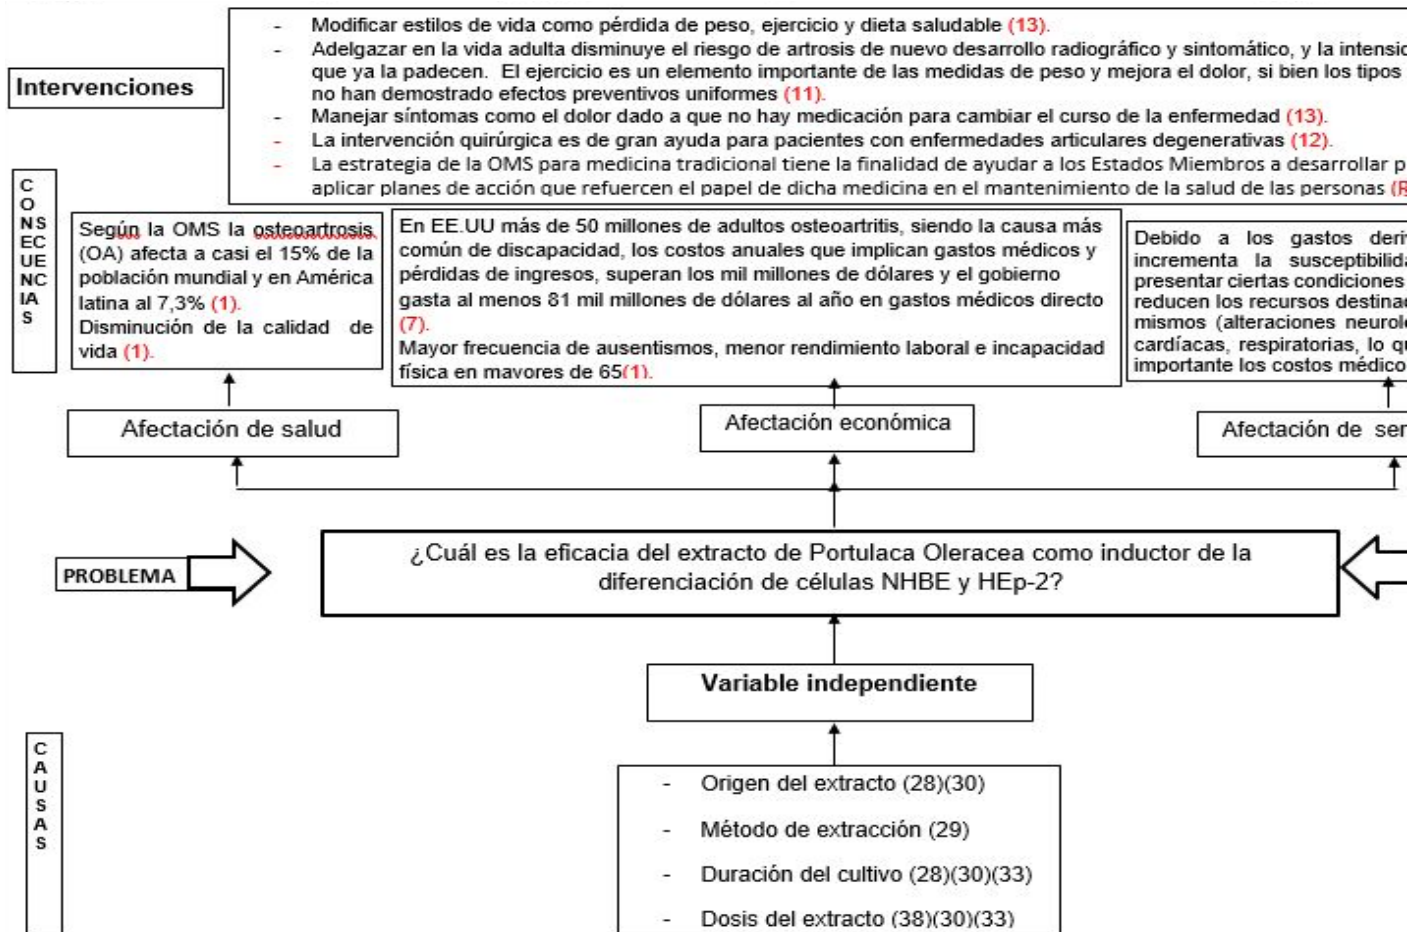 - Modificar estilos de vida como pérdida de peso, ejercicio y dieta saludable (13).
- Adelgazar en la vida adulta disminuye el riesgo de artrosis de nuevo desarrollo radiográfico y sintomático, y la
que ya la padecen. El ejercicio es un elemento importante de las medidas de peso y mejora el dolor, si bien los tipos
no han demostrado efectos preventivos uniformes (11).
- Manejar síntomas como el dolor dado a que no hay medicación para cambiar el curso de la enfermedad (13).
- La intervención quirúrgica es de gran ayuda para pacientes con enfermedades articulares degenerativas (12).
- La estrategia de la OMS para medicina tradicional tiene la finalidad de ayudar a los Estados Miembros a desarrollar
aplicar planes de acción que refuercen el papel de dicha medicina en el mantenimiento de la salud de las personas
Intervenciones
C
O
N S
E C
U E
N C
I A
S
Según la OMS la osteoartrosis
(OA) afecta a casi el 15% de la
población mundial y en América
latina al 7,3% (1).
Disminución de la calidad de
vida (1).
En EE.UU más de 50 millones de adultos osteoartritis, siendo la causa más
común de discapacidad, los costos anuales que implican gastos médicos y
pérdidas de ingresos, superan los mil millones de dólares y el gobierno
gasta al menos 81 mil millones de dólares al año en gastos médicos directo
(7).
Mayor frecuencia de ausentismos, menor rendimiento laboral e incapacidad
física en mayores de 65(1).
Debido a los gastos
incrementa la
presentar ciertas condiciones
reducen los recursos
mismos (alteraciones
cardíacas, respiratorias, lo
importante los costos
Afectación de salud
Afectación económica
Afectación de
PROBLEMA
¿Cuál es la eficacia del extracto de Portulaca Oleracea como inductor de la
diferenciación de células NHBE y HEp-2?
Variable independiente
C
A
U
S
A
S
- Origen del extracto (28)(30)
- Método de extracción (29)
- Duración del cultivo (28)(30)(33)
- Dosis del extracto (38)(30)(33)